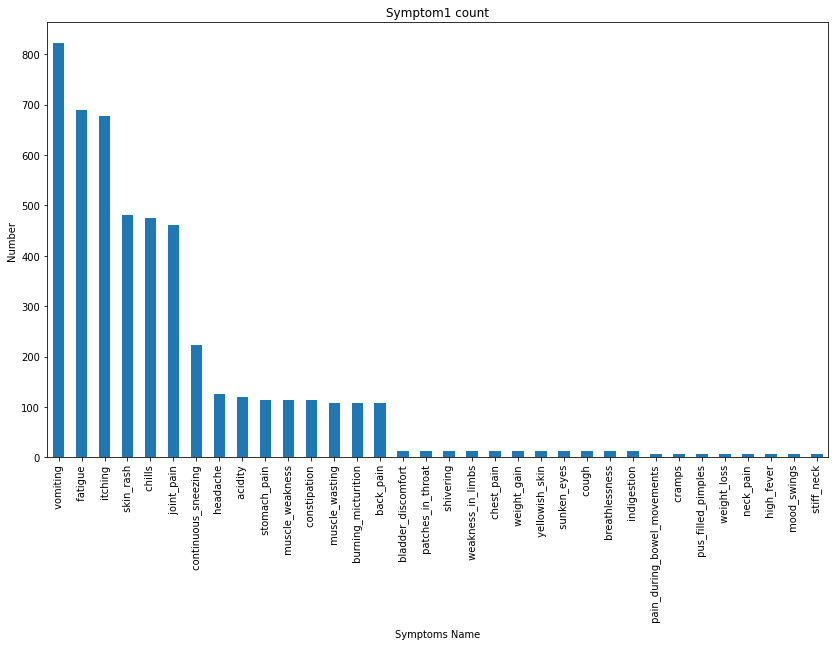 Symptom1 count
800
700
600
500
400
300
200
100
0
Number
vomiting
fatigue
itching
skin_rash
chills
joint_pain
continuous_sneezing
headache
acidity
stomach_pain
muscle_weakness
constipation
muscle_wasting
burning_micturition
back_pain
bladder_discomfort
patches_in_throat
shivering
weakness_in_limbs
chest_pain
weight_gain
yellowish_skin
sunken_eyes
cough
breathlessness
indigestion
pain_during_bowel_movements
cramps
pus_filled_pimples
weight_loss
neck_pain
high_fever
mood_swings
stiff_neck
Symptoms Name